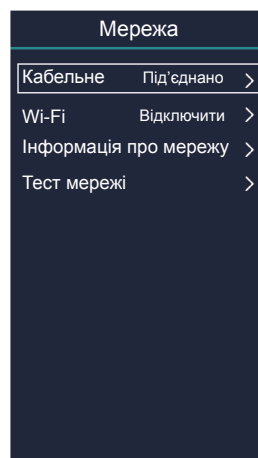 Мережа
Кабельне Під'єднано
Wi-Fi Відключити
Інформація про мережу
Тест мережі